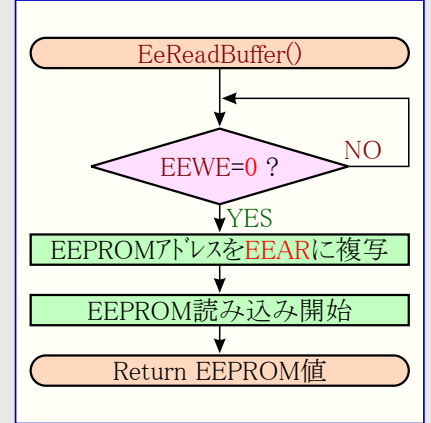 EeReadBuffer()
EEWE=0 ?
NO
YES
EEPROMｱﾄﾞﾚｽをEEARに複写
EEPROM読み込み開始
Return EEPROM値